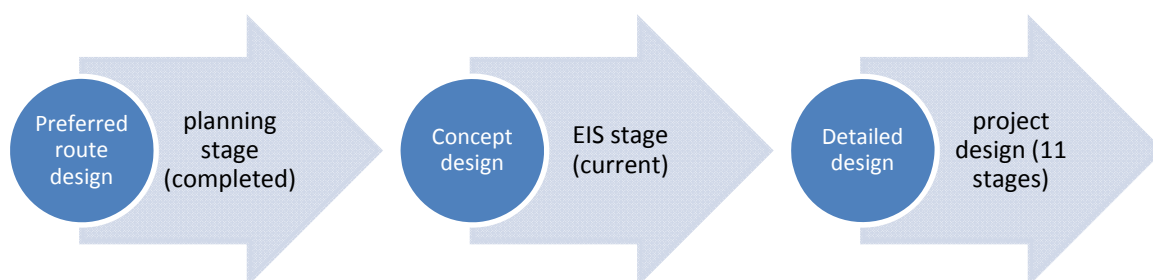 Preferred
route
design
planning
stage
(completed)
Concept
design
EIS stage
(current)
Detailed
design
project
design (11
stages)